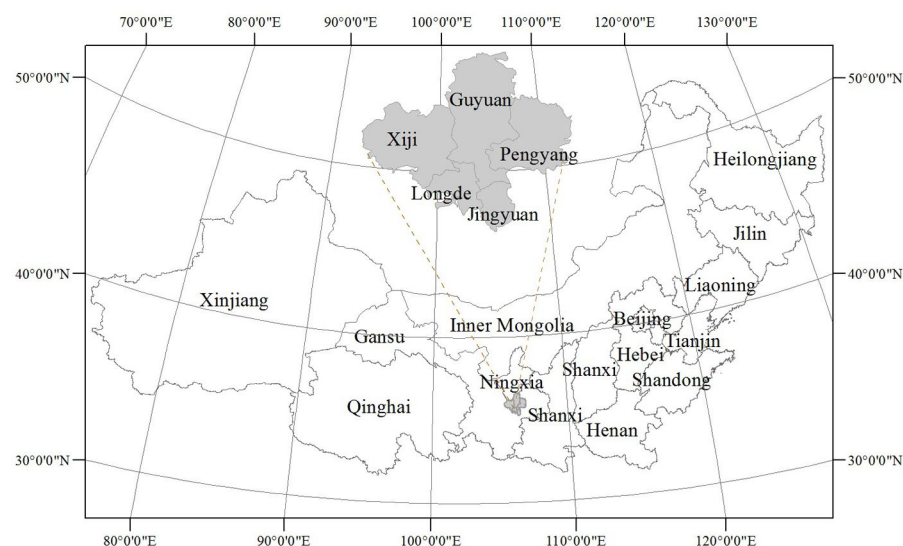 70°0'0"E
80°0'0"E
90°0'0"E
100°0'0"E
110°0'0"E
120°0'0"E
130°0'0"E
50°0'0"N
50°0'0"N
Guyuan
Xiji
Pengyang
Heilongjiang
Longde
Jingyuan
Jilin
40°0'0"N
40°0'0"N
Liaoning
Xinjiang
Inner Mongolia
Beijing
Gansu
Tianjin
Hebei
Shanxi
Shandong
Ningxia
Qinghai
Shanxi
Henan
30°0'0"N
30°0'0"N
80°0'0"E
90°0'0"E
100°0'0"E
110°0'0"E
120°0'0"E